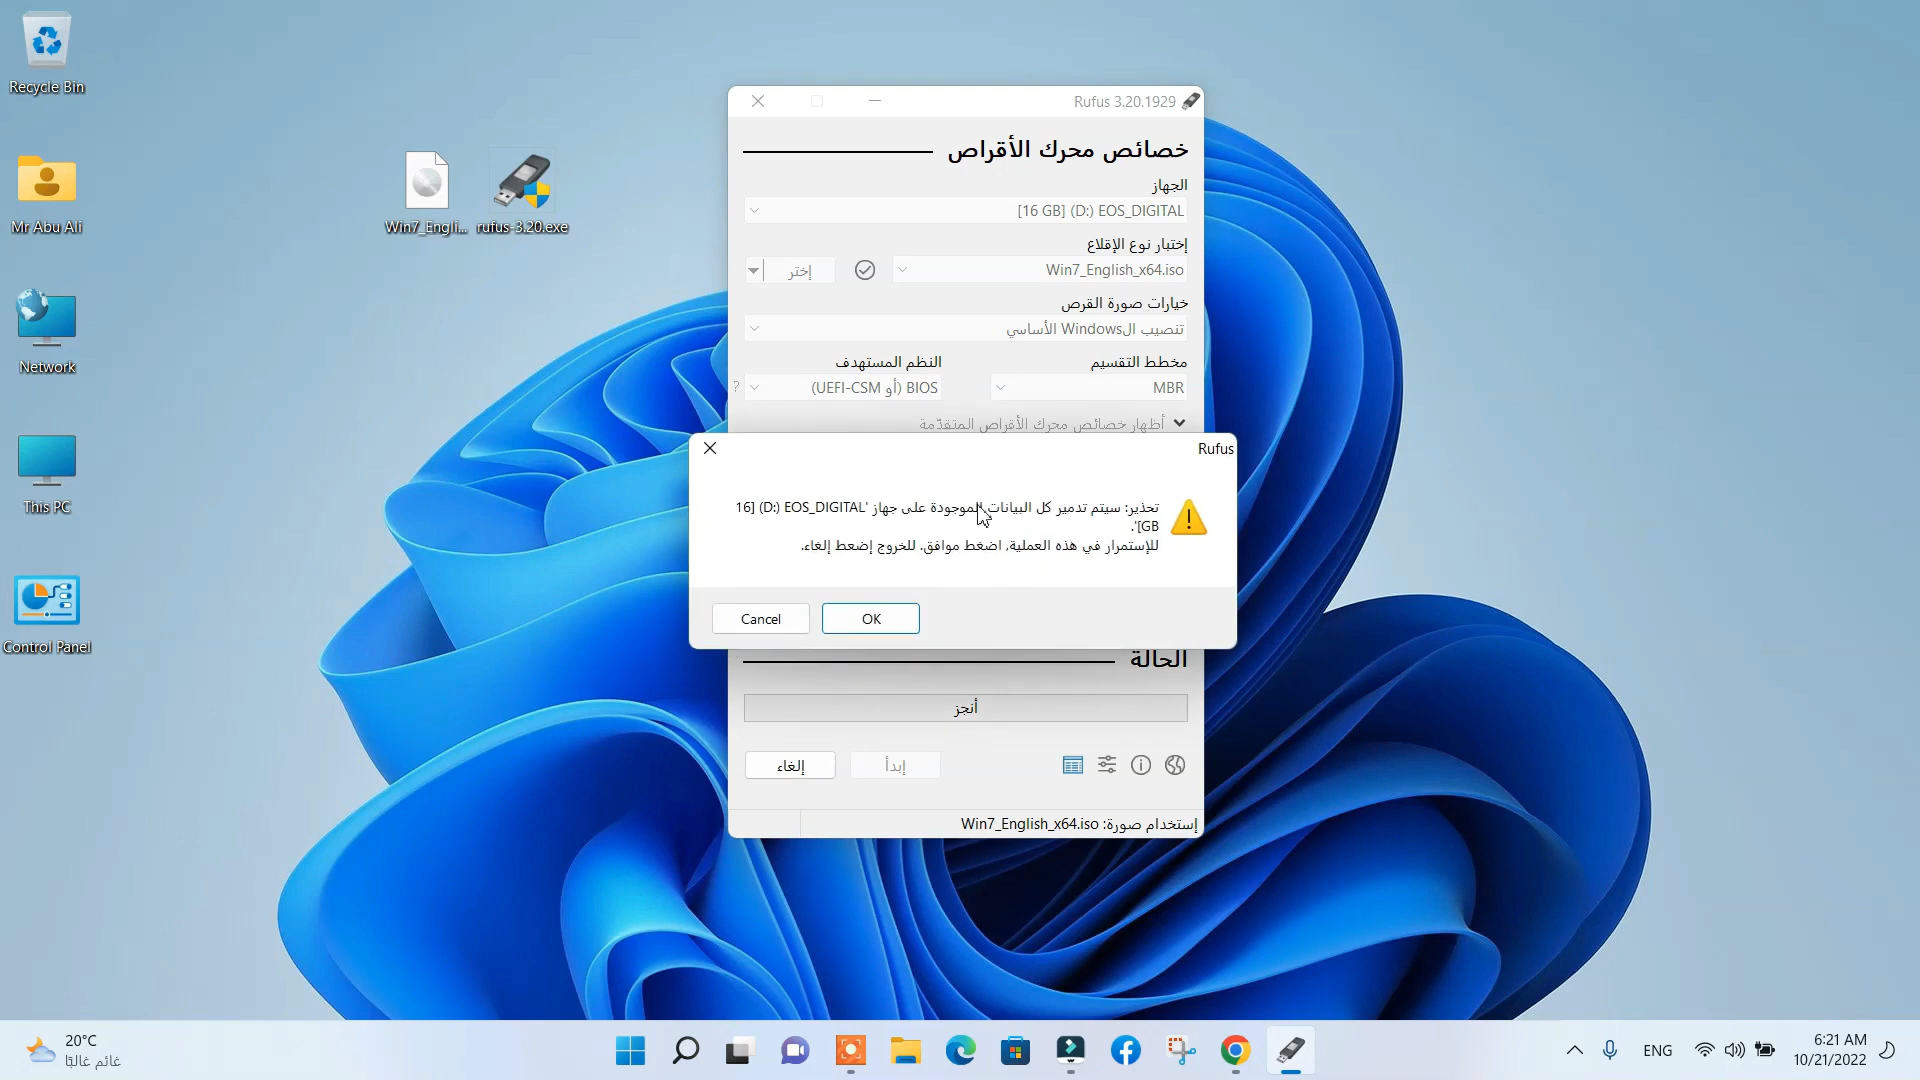 Recycle Bin
Mr Abu Ali
Network
This PC
Control Panel
Win7_Engli...
rufus-3.20.exe
Rufus 3.20.1929
خصائص محرك الأقراص
الجهاز
EOS_DIGITAL (D:) [16 GB]
إختبار نوع الإقلاع
Win7_English_x64.iso
إختر
خيارات صورة القرص
تنصيب الWindows الأساسي
مخطط التقسيم
النظم المستهدف
MBR
BIOS (أو UEFI-CSM)
?
أظهار خصائص محرك الأقراص المتقدّمة
Rufus
تحذير: سيتم تدمير كل البيانات الموجودة على جهاز 'EOS_DIGITAL (D:) [16
GB]'.
للإستمرار في هذه العملية, اضغط موافق. للخروج إضعط إلغاء.
OK
Cancel
الحالة
أنجز
إبدأ
إلغاء
إستخدام صورة: Win7_English_x64.iso
20°C
غائم غالبًا
ENG
6:21 AM
10/21/2022